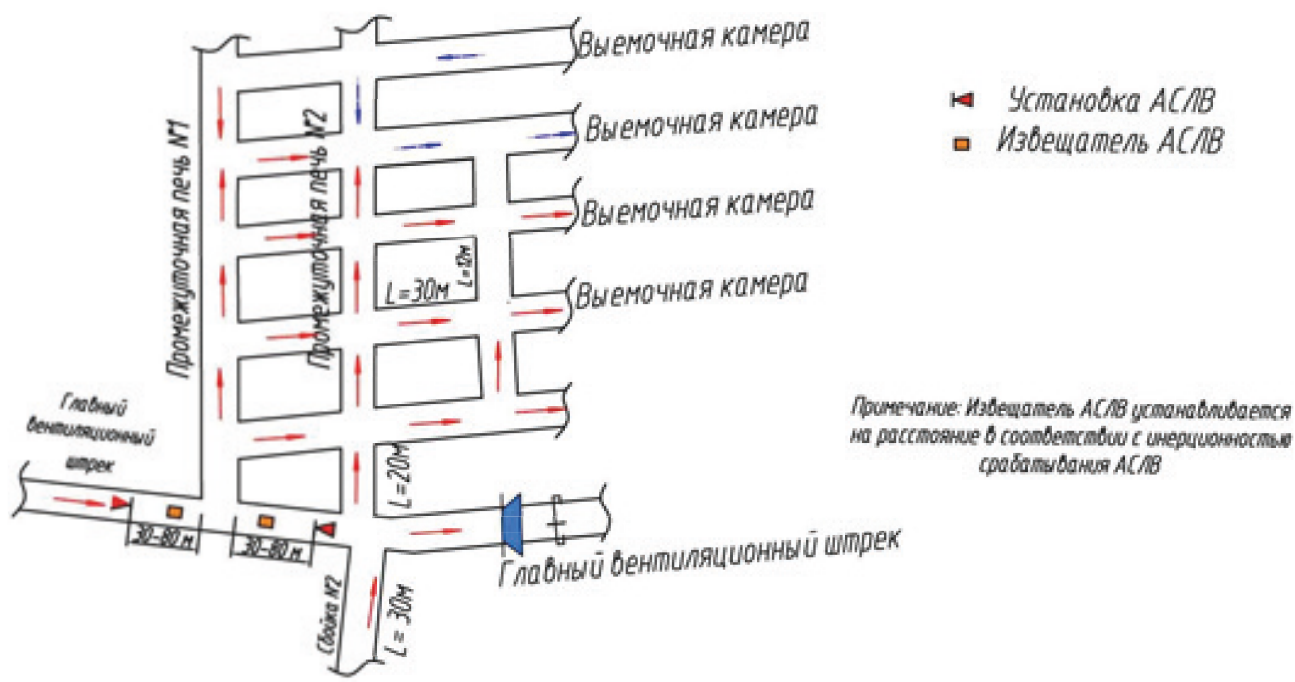 Выемочная камера
Выемочная камера
Выемочная камера
Выемочная камера
Установка АСЛВ
Извещатель АСЛВ
Промежуточная печь №1
Промежуточная печь №2
L=30м
L=12м
Главный
вентиляционный
штрек
Примечание: Извещатель АСЛВ устанавливается
на расстояние в соответствии с инерционностью
срабатывания АСЛВ
L=20м
30-80 м
30-80 м
Главный вентиляционный штрек
Сбойка №2
L= 30м